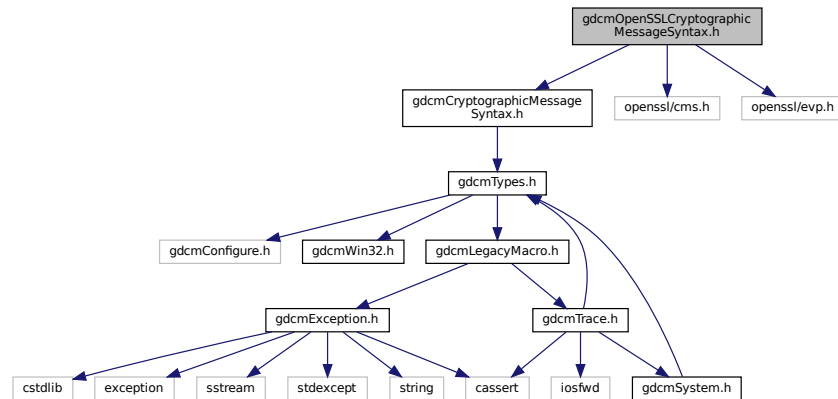 gdcmOpenSSLCryptographic
MessageSyntax.h
gdcmCryptographicMessage
Syntax.h
openssl/cms.h
openssl/evp.h
gdcmTypes.h
gdcmConfigure.h
gdcmWin32.h
gdcmLegacyMacro.h
gdcmException.h
gdcmTrace.h
cstdlib
exception
sstream
stdexcept
string
cassert
iosfwd
gdcmSystem.h